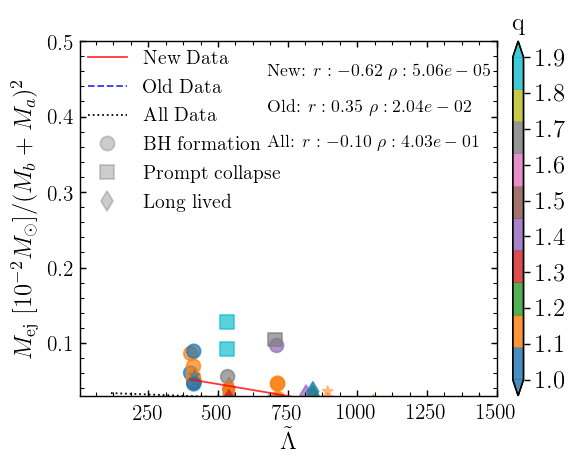 q
New Data
Old Data
All Data
BH formation
Prompt collapse
Long lived
New: r : −0.62 ρ : 5.06e − 05
Old: r : 0.35 ρ : 2.04e − 02
All: r : −0.10 ρ : 4.03e − 01
0.5
0.4
0.3
0.2
0.1
M_ej [10^−2 M_⊙]/(M_b + M_a)^2
250
500
750
1000
1250
1500
Λ̃
1.9
1.8
1.7
1.6
1.5
1.4
1.3
1.2
1.1
1.0